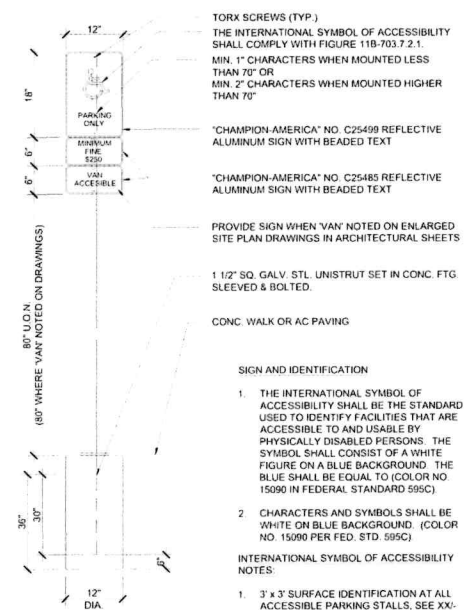 TORX SCREWS (TYP.)
THE INTERNATIONAL SYMBOL OF ACCESSIBILITY
SHALL COMPLY WITH FIGURE 11B-703.7.2.1.
MIN. 1" CHARACTERS WHEN MOUNTED LESS
THAN 70" OR
MIN. 2" CHARACTERS WHEN MOUNTED HIGHER
THAN 70"
"CHAMPION-AMERICA" NO. C25499 REFLECTIVE
ALUMINUM SIGN WITH BEADED TEXT
"CHAMPION-AMERICA" NO. C25485 REFLECTIVE
ALUMINUM SIGN WITH BEADED TEXT
PROVIDE SIGN WHEN 'VAN' NOTED ON ENLARGED
SITE PLAN DRAWINGS IN ARCHITECTURAL SHEETS
1 1/2" SQ. GALV. STL. UNISTRUT SET IN CONC. FTG.
SLEEVED & BOLTED.
CONC. WALK OR AC PAVING
12"
18"
PARKING
ONLY
6"
MINIMUM
FINE
$250
6"
VAN
ACCESIBLE
80" U.O.N.
(80" WHERE 'VAN' NOTED ON DRAWINGS)
36"
30"
6"
12"
DIA.
SIGN AND IDENTIFICATION
1. THE INTERNATIONAL SYMBOL OF
ACCESSIBILITY SHALL BE THE STANDARD
USED TO IDENTIFY FACILITIES THAT ARE
ACCESSIBLE TO AND USABLE BY
PHYSICALLY DISABLED PERSONS. THE
SYMBOL SHALL CONSIST OF A WHITE
FIGURE ON A BLUE BACKGROUND. THE
BLUE SHALL BE EQUAL TO (COLOR NO.
15090 IN FEDERAL STANDARD 595C).
2. CHARACTERS AND SYMBOLS SHALL BE
WHITE ON BLUE BACKGROUND. (COLOR
NO. 15090 PER FED. STD. 595C).
INTERNATIONAL SYMBOL OF ACCESSIBILITY
NOTES:
1. 3' x 3' SURFACE IDENTIFICATION AT ALL
ACCESSIBLE PARKING STALLS, SEE XX/-